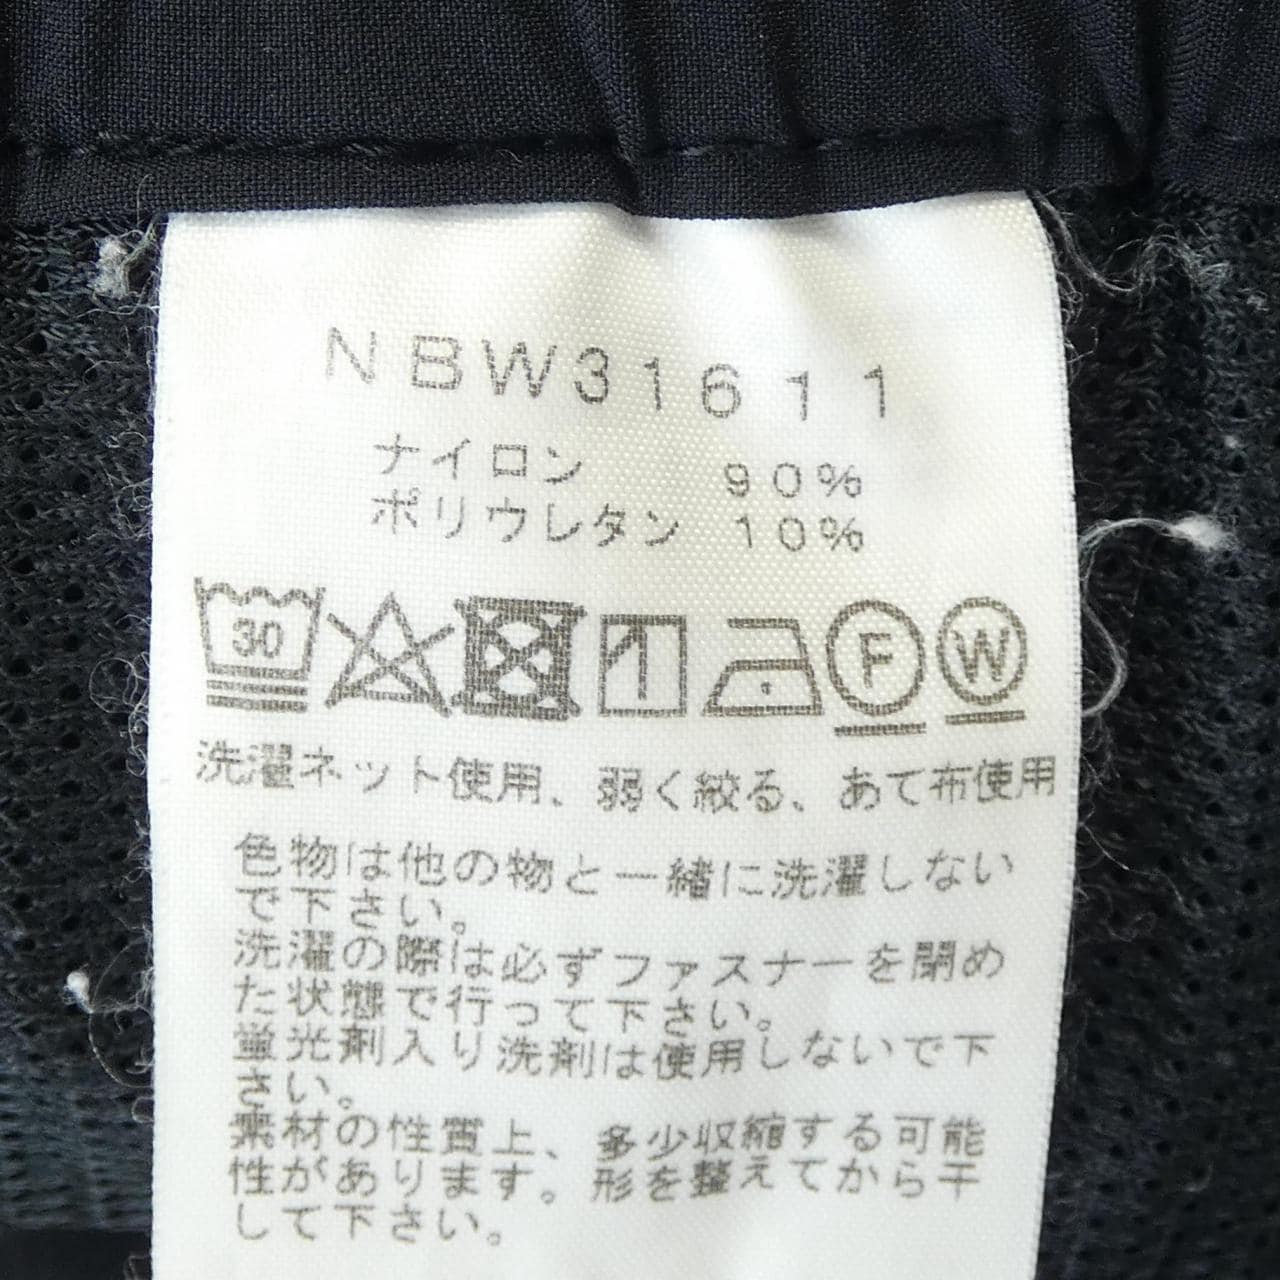 NBW31611
ナイロン 90%
ポリウレタン 10%
30 F W
洗濯ネット使用、弱く絞る、あて布使用
色物は他の物と一緒に洗濯しない
で下さい。
洗濯の際は必ずファスナーを閉め
た状態で行って下さい。
蛍光剤入り洗剤は使用しないで下
さい。
素材の性質上、多少収縮する可能
性があります。形を整えてから干
して下さい。